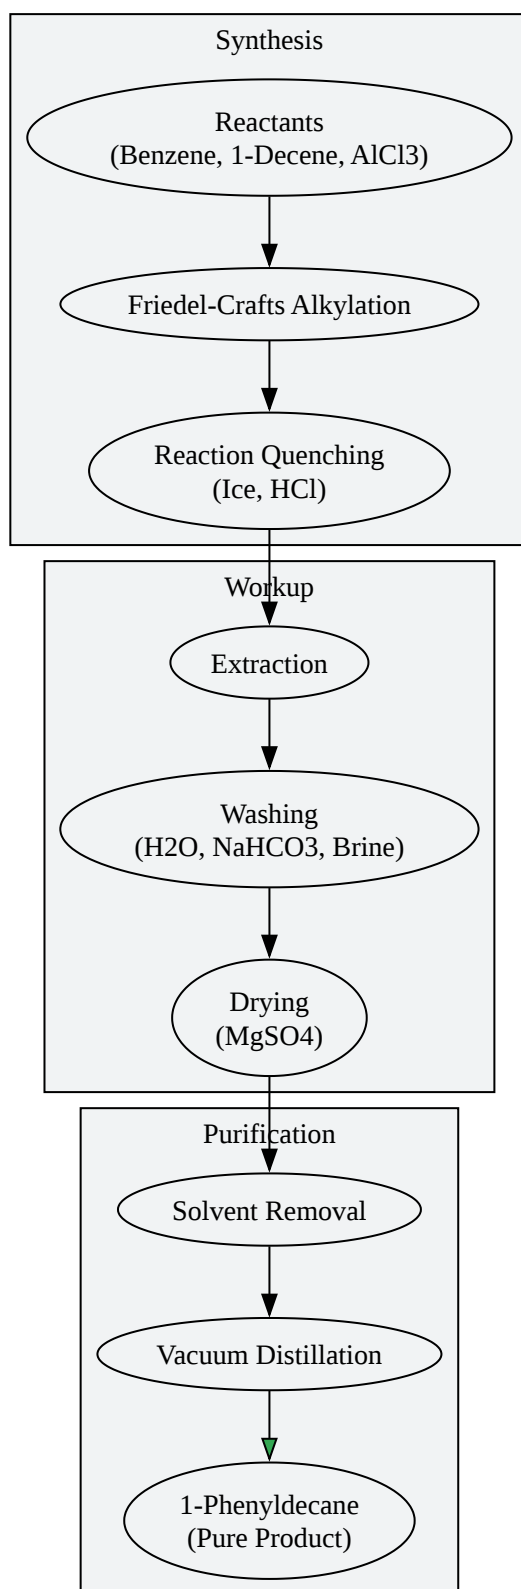 Synthesis
Reactants
(Benzene, 1-Decene, AlCl3)
Friedel-Crafts Alkylation
Reaction Quenching
(Ice, HCl)
Workup
Extraction
Washing
(H2O, NaHCO3, Brine)
Drying
(MgSO4)
Purification
Solvent Removal
Vacuum Distillation
1-Phenyldecane
(Pure Product)